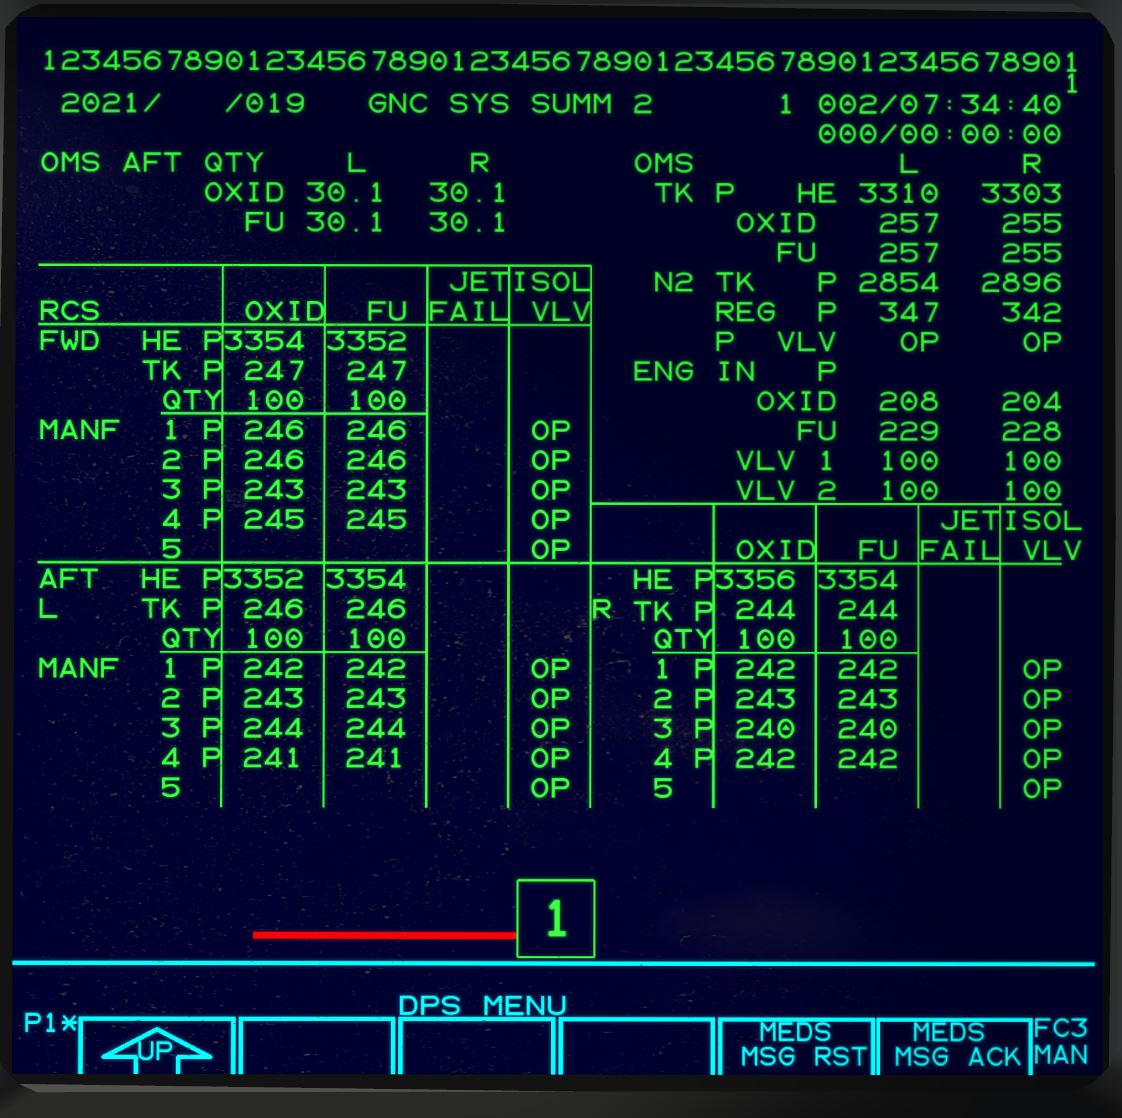 123456789012345678901234567890123456789012345678901
1
2021/ /019 GNC SYS SUMM 2 1 002/07:34:40
000/00:00:00
OMS AFT QTY L R OMS L R
OXID 30.1 30.1 TK P HE 3310 3303
FU 30.1 30.1 OXID 257 255
FU 257 255
JET ISOL N2 TK P 2854 2896
RCS OXID FU FAIL VLV REG P 347 342
FWD HE P 3354 3352 P VLV OP OP
TK P 247 247 ENG IN P
QTY 100 100 OXID 208 204
MANF 1 P 246 246 OP FU 229 228
2 P 246 246 OP VLV 1 100 100
3 P 243 243 OP VLV 2 100 100
4 P 245 245 OP JET ISOL
5 OP OXID FU FAIL VLV
AFT HE P 3352 3354 HE P 3356 3354
L TK P 246 246 R TK P 244 244
QTY 100 100 QTY 100 100
MANF 1 P 242 242 OP 1 P 242 242 OP
2 P 243 243 OP 2 P 243 243 OP
3 P 244 244 OP 3 P 240 240 OP
4 P 241 241 OP 4 P 242 242 OP
5 OP 5 OP
1
DPS MENU
P1* UP MEDS MEDS FC3
MSG RST MSG ACK MAN